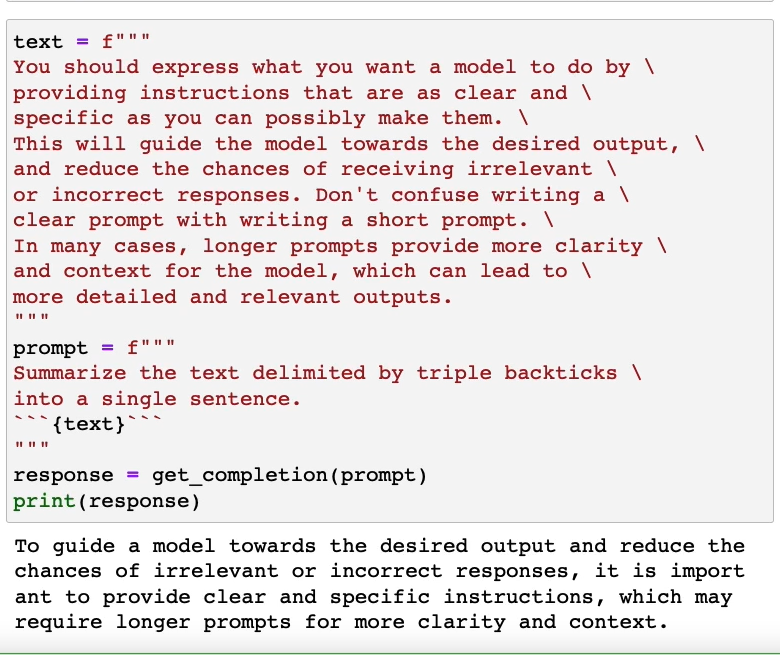 text = f"""
You should express what you want a model to do by \
providing instructions that are as clear and \
specific as you can possibly make them. \
This will guide the model towards the desired output, \
and reduce the chances of receiving irrelevant \
or incorrect responses. Don't confuse writing a \
clear prompt with writing a short prompt. \
In many cases, longer prompts provide more clarity \
and context for the model, which can lead to \
more detailed and relevant outputs.
"""
prompt = f"""
Summarize the text delimited by triple backticks \
into a single sentence.
```{text}```
"""
response = get_completion(prompt)
print(response)
To guide a model towards the desired output and reduce the
chances of irrelevant or incorrect responses, it is import
ant to provide clear and specific instructions, which may
require longer prompts for more clarity and context.